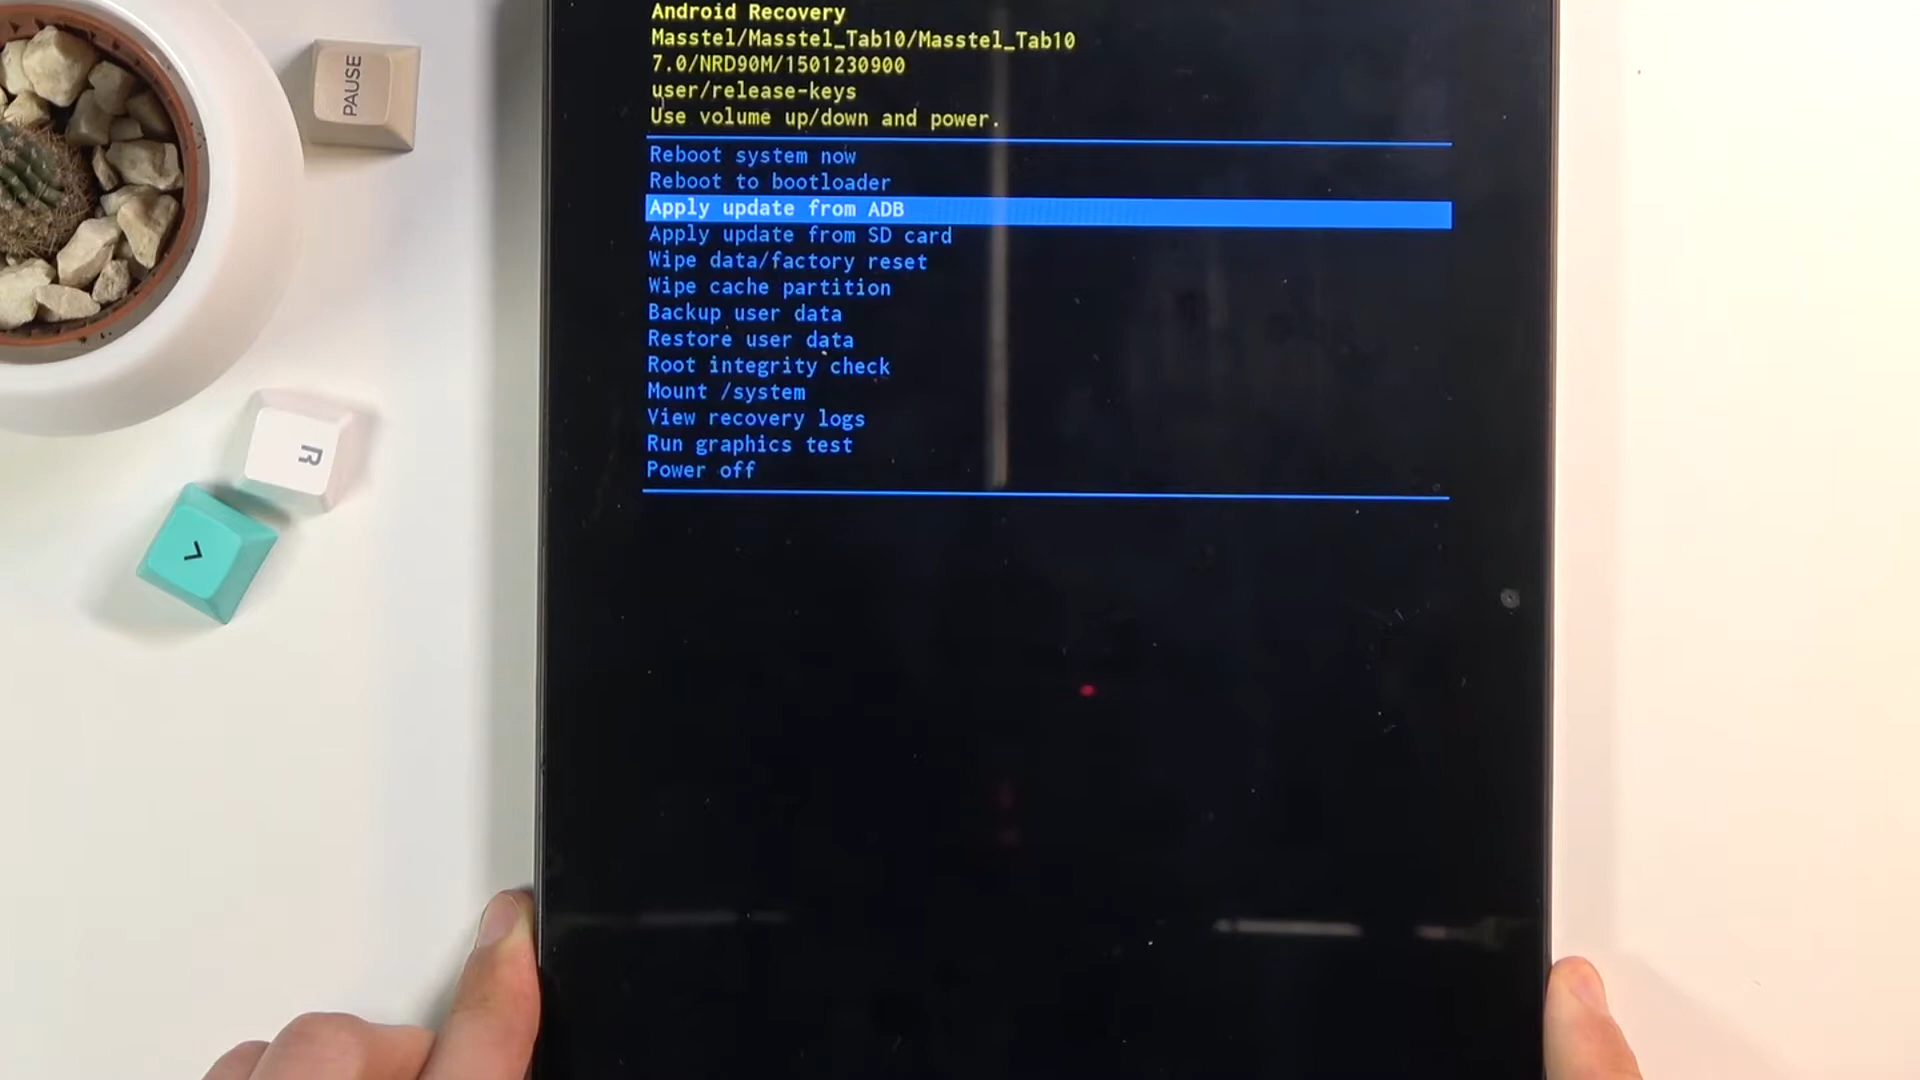 Android Recovery
Masstel/Masstel_Tab10/Masstel_Tab10
7.0/NRD90M/1501230900
user/release-keys
Use volume up/down and power.
Reboot system now
Reboot to bootloader
Apply update from ADB
Apply update from SD card
Wipe data/factory reset
Wipe cache partition
Backup user data
Restore user data
Root integrity check
Mount /system
View recovery logs
Run graphics test
Power off
PAUSE
R
>